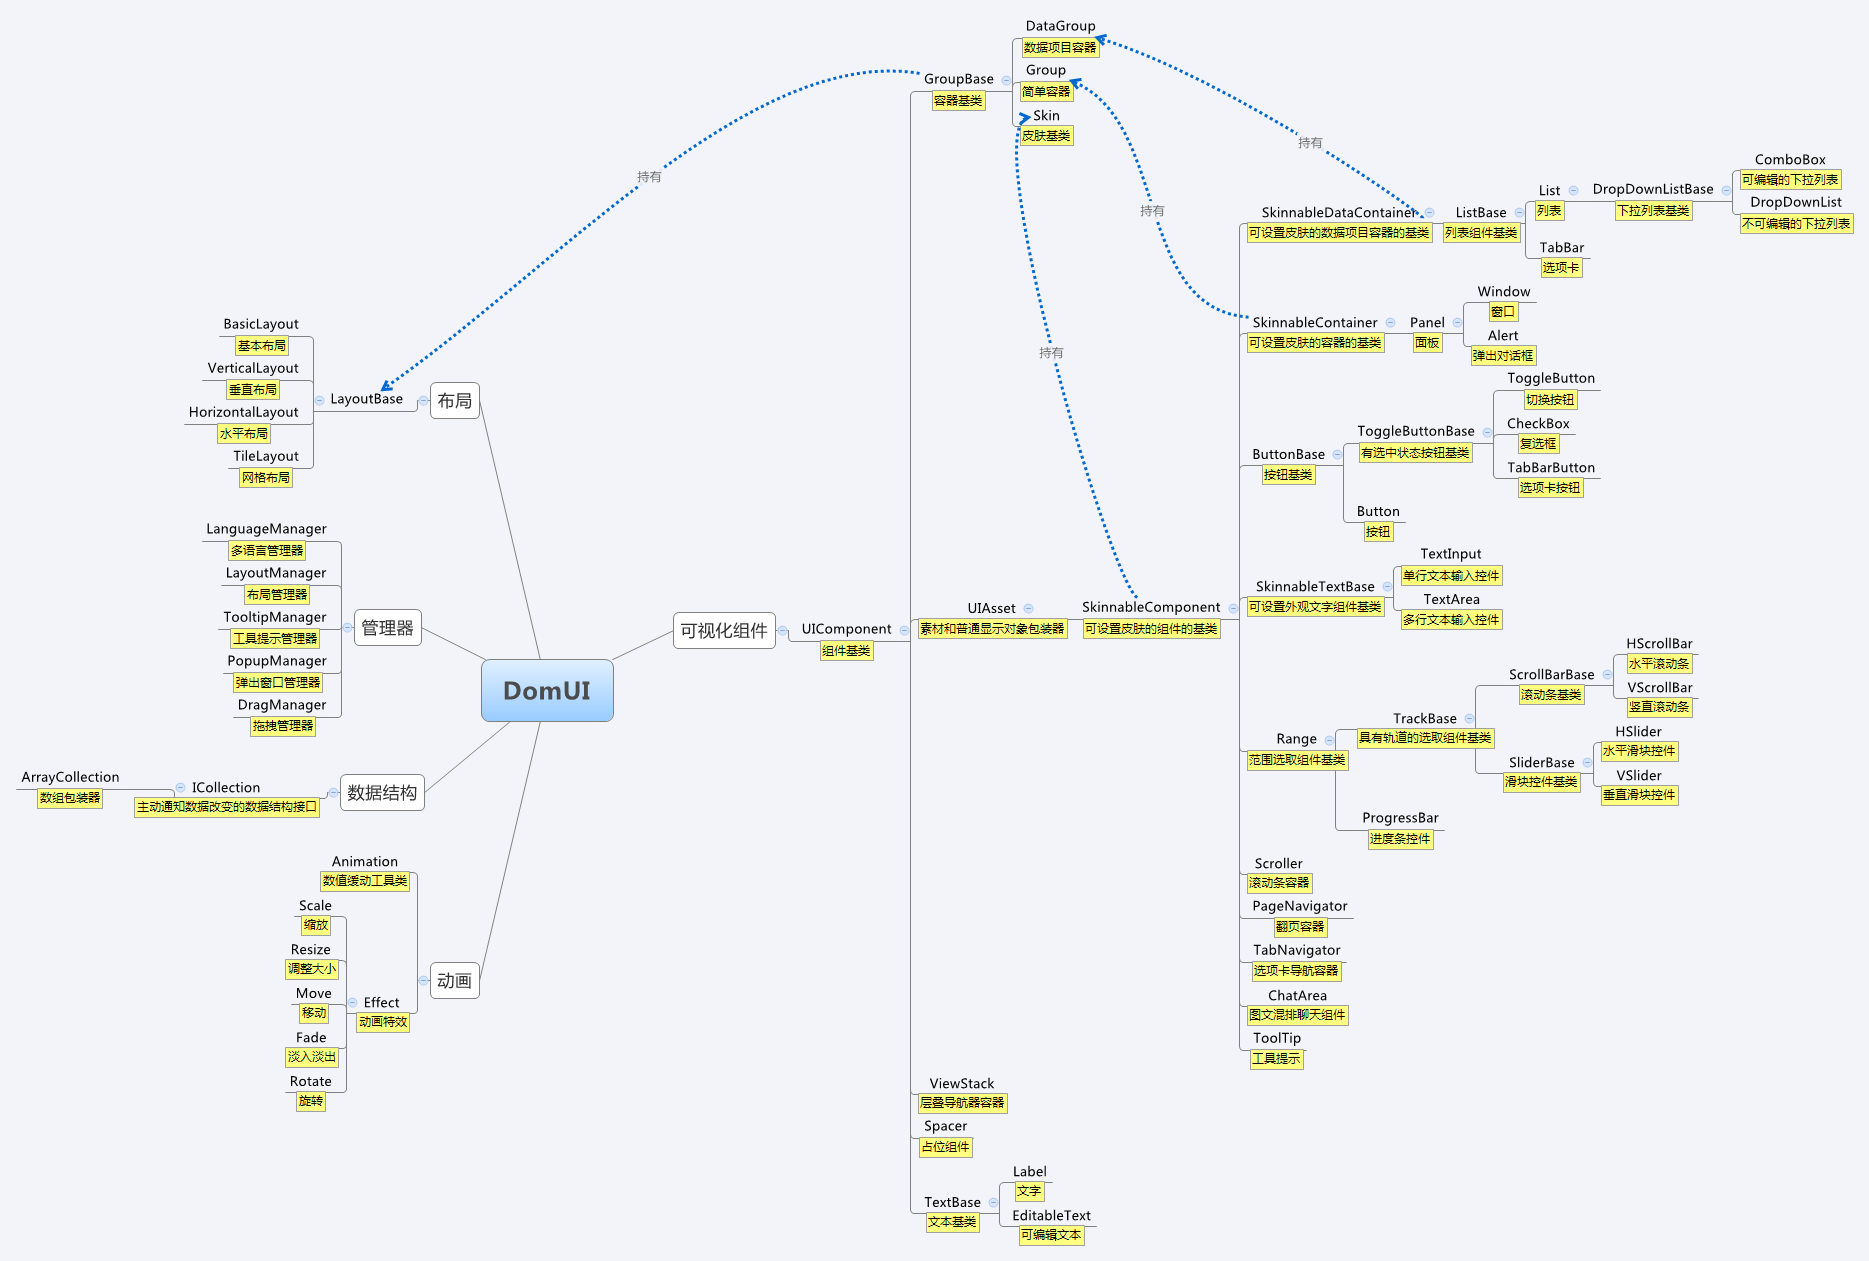 DomUI
布局
LayoutBase
BasicLayout
基本布局
VerticalLayout
垂直布局
HorizontalLayout
水平布局
TileLayout
网格布局
管理器
LanguageManager
多语言管理器
LayoutManager
布局管理器
TooltipManager
工具提示管理器
PopupManager
弹出窗口管理器
DragManager
拖拽管理器
数据结构
ICollection
主动通知数据改变的数据结构接口
ArrayCollection
数组包装器
动画
Animation
数值缓动工具类
Effect
动画特效
Scale
缩放
Resize
调整大小
Move
移动
Fade
淡入淡出
Rotate
旋转
可视化组件
UIComponent
组件基类
GroupBase
容器基类
DataGroup
数据项目容器
Group
简单容器
Skin
皮肤基类
持有
持有
持有
持有
UIAsset
素材和普通显示对象包装器
SkinnableComponent
可设置皮肤的组件的基类
SkinnableDataContainer
可设置皮肤的数据项目容器的基类
ListBase
列表组件基类
List
列表
DropDownListBase
下拉列表基类
ComboBox
可编辑的下拉列表
DropDownList
不可编辑的下拉列表
TabBar
选项卡
SkinnableContainer
可设置皮肤的容器的基类
Panel
面板
Window
窗口
Alert
弹出对话框
ButtonBase
按钮基类
ToggleButtonBase
有选中状态按钮基类
ToggleButton
切换按钮
CheckBox
复选框
TabBarButton
选项卡按钮
Button
按钮
SkinnableTextBase
可设置外观文字组件基类
TextInput
单行文本输入控件
TextArea
多行文本输入控件
Range
范围选取组件基类
TrackBase
具有轨道的选取组件基类
ScrollBarBase
滚动条基类
HScrollBar
水平滚动条
VScrollBar
竖直滚动条
SliderBase
滑块控件基类
HSlider
水平滑块控件
VSlider
垂直滑块控件
ProgressBar
进度条控件
Scroller
滚动条容器
PageNavigator
翻页容器
TabNavigator
选项卡导航容器
ChatArea
图文混排聊天组件
ToolTip
工具提示
ViewStack
层叠导航器容器
Spacer
占位组件
TextBase
文本基类
Label
文字
EditableText
可编辑文本